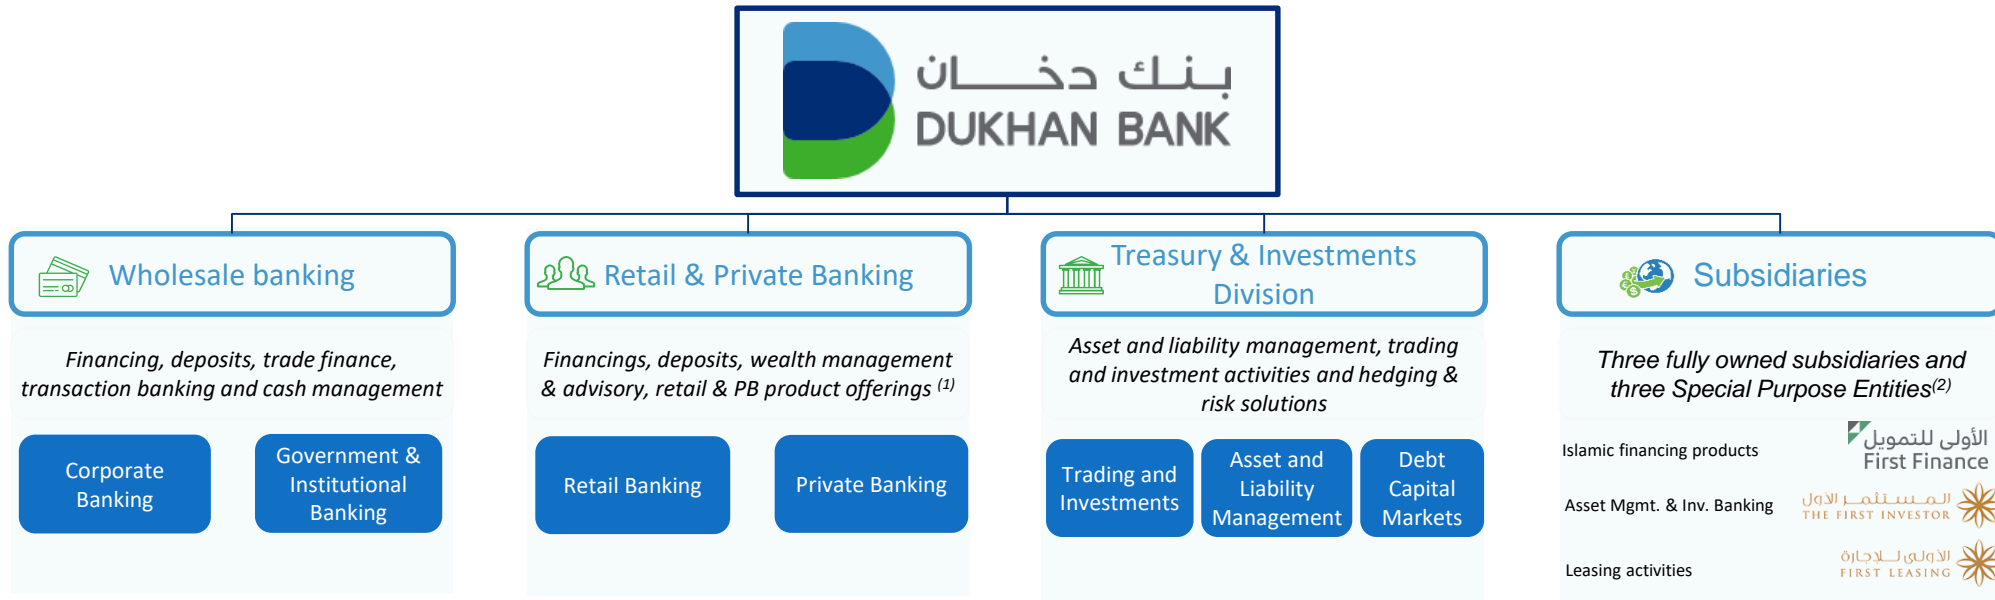 بنك دخان
DUKHAN BANK
Wholesale banking
Financing, deposits, trade finance,
transaction banking and cash management
Corporate
Banking
Government &
Institutional
Banking
Retail & Private Banking
Financings, deposits, wealth management
& advisory, retail & PB product offerings (1)
Retail Banking
Private Banking
Treasury & Investments
Division
Asset and liability management, trading
and investment activities and hedging &
risk solutions
Trading and
Investments
Asset and
Liability
Management
Debt
Capital
Markets
Subsidiaries
Three fully owned subsidiaries and
three Special Purpose Entities(2)
Islamic financing products
الأولى للتمويل
First Finance
Asset Mgmt. & Inv. Banking
المستثمر الأول
THE FIRST INVESTOR
Leasing activities
الأولى للإجارة
FIRST LEASING